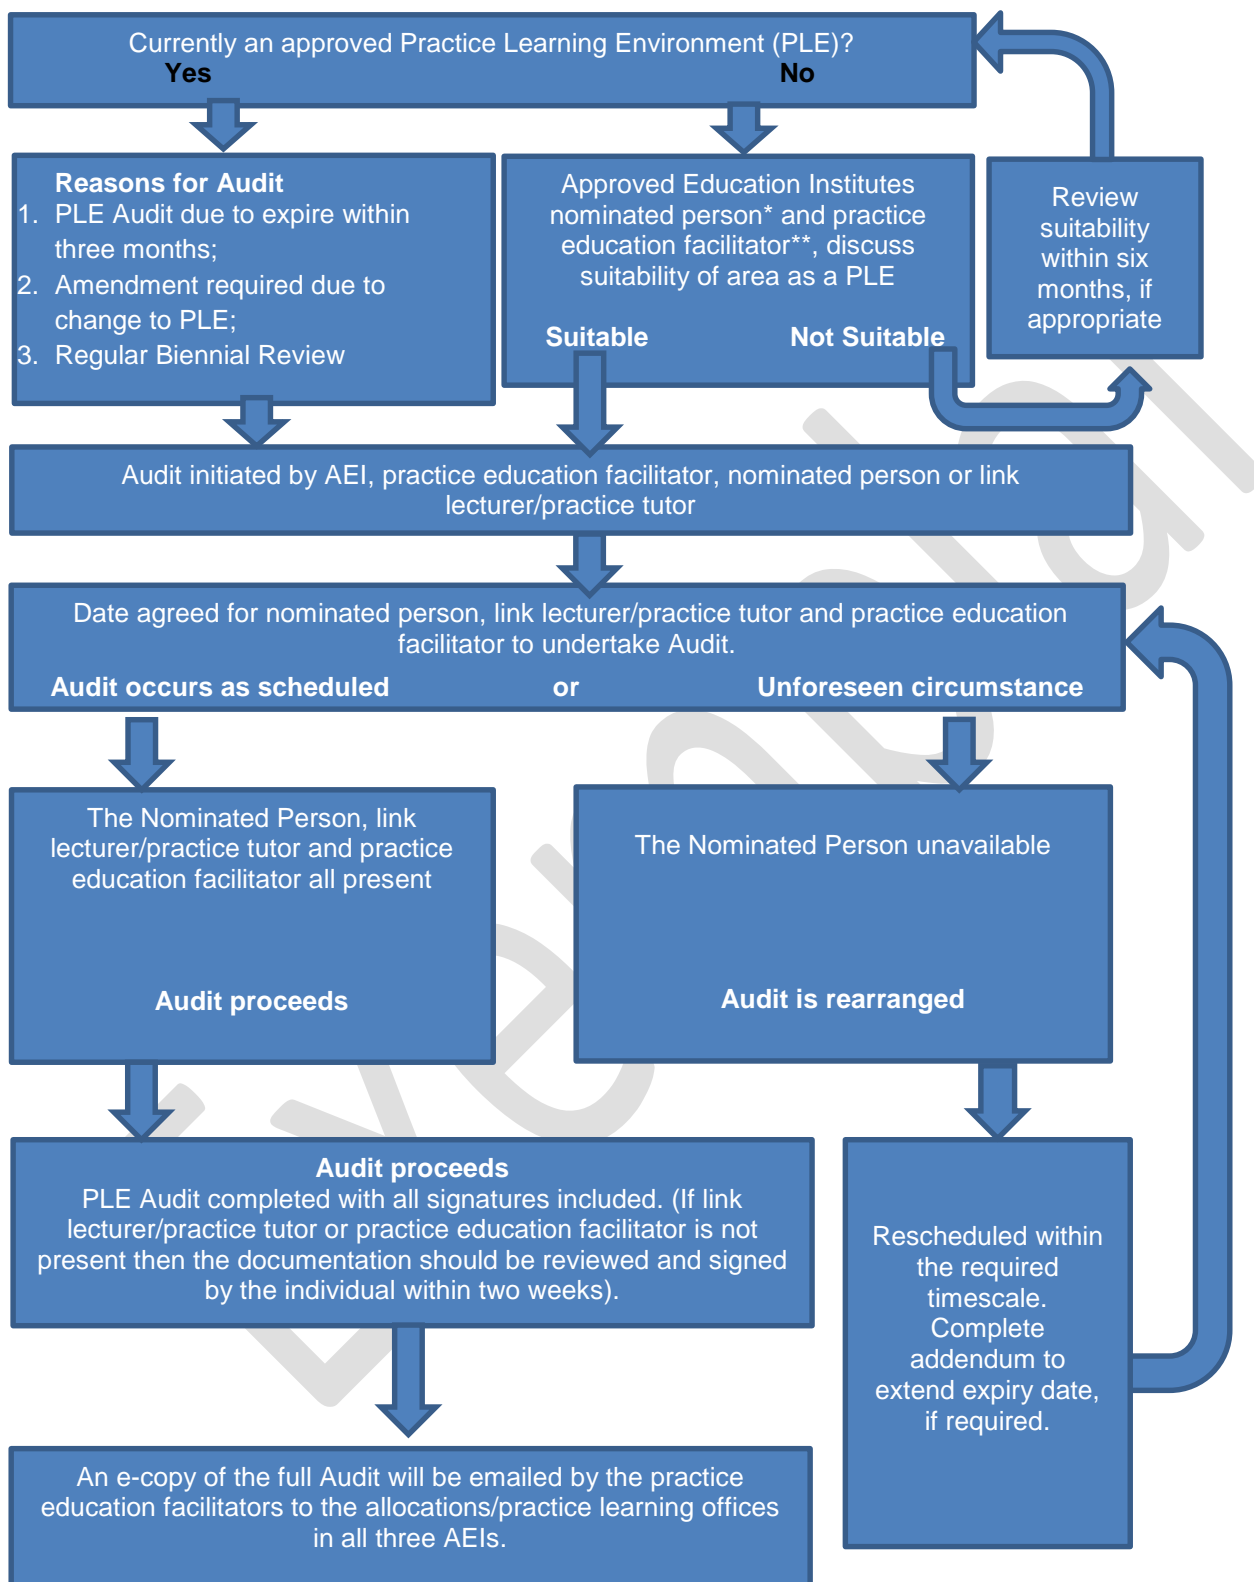 Currently an approved Practice Learning Environment (PLE)?
Yes No
Reasons for Audit
1. PLE Audit due to expire within
three months;
2. Amendment required due to
change to PLE;
3. Regular Biennial Review
Approved Education Institutes
nominated person* and practice
education facilitator**, discuss
suitability of area as a PLE
Suitable Not Suitable
Review
suitability
within six
months, if
appropriate
Audit initiated by AEI, practice education facilitator, nominated person or link
lecturer/practice tutor
Date agreed for nominated person, link lecturer/practice tutor and practice education
facilitator to undertake Audit.
Audit occurs as scheduled or Unforeseen circumstance
The Nominated Person, link
lecturer/practice tutor and practice
education facilitator all present
Audit proceeds
The Nominated Person unavailable
Audit is rearranged
Audit proceeds
PLE Audit completed with all signatures included. (If link
lecturer/practice tutor or practice education facilitator is not
present then the documentation should be reviewed and signed
by the individual within two weeks).
Rescheduled within
the required
timescale.
Complete
addendum to
extend expiry date,
if required.
An e-copy of the full Audit will be emailed by the practice
education facilitators to the allocations/practice learning offices
in all three AEIs.
Exemplar